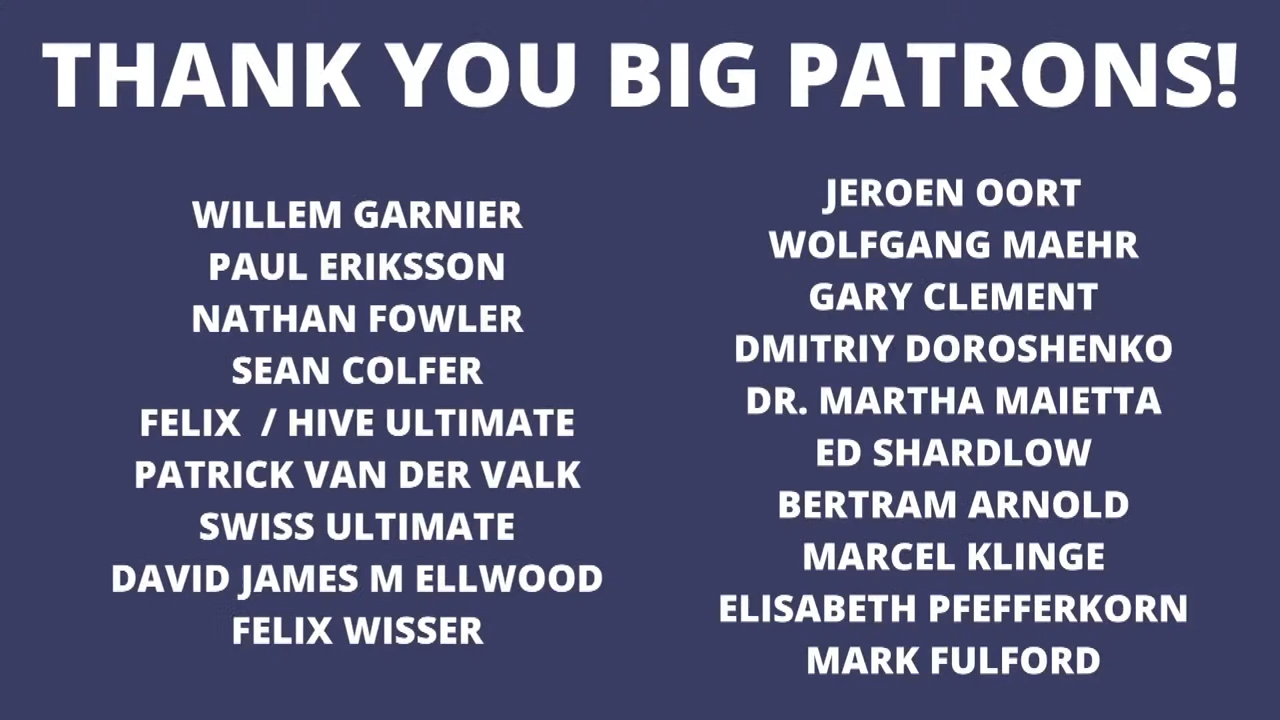 THANK YOU BIG PATRONS!
WILLEM GARNIER
PAUL ERIKSSON
NATHAN FOWLER
SEAN COLFER
FELIX  / HIVE ULTIMATE
PATRICK VAN DER VALK
SWISS ULTIMATE
DAVID JAMES M ELLWOOD
FELIX WISSER
JEROEN OORT
WOLFGANG MAEHR
GARY CLEMENT
DMITRIY DOROSHENKO
DR. MARTHA MAIETTA
ED SHARDLOW
BERTRAM ARNOLD
MARCEL KLINGE
ELISABETH PFEFFERKORN
MARK FULFORD